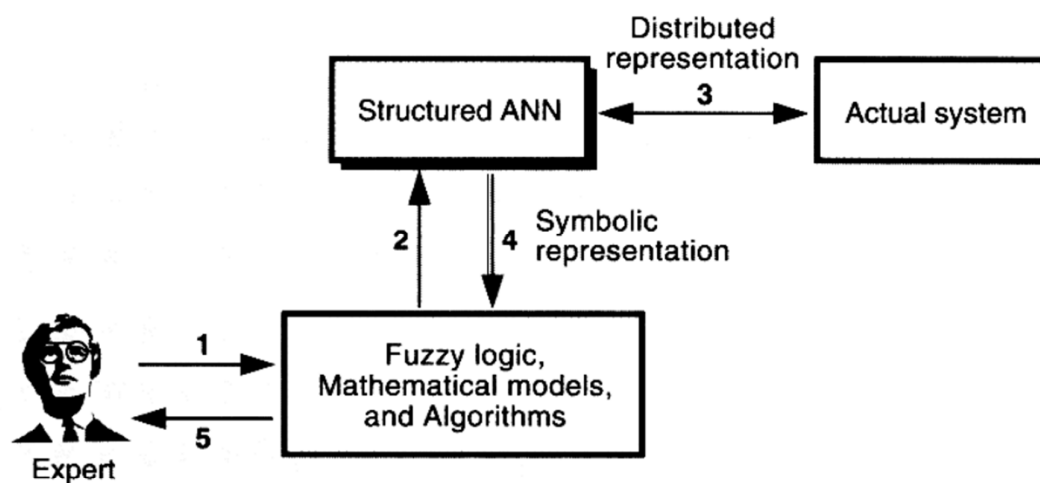 Distributed
representation
3
Structured ANN
Actual system
2
4
Symbolic
representation
1
Fuzzy logic,
Mathematical models,
and Algorithms
5
Expert